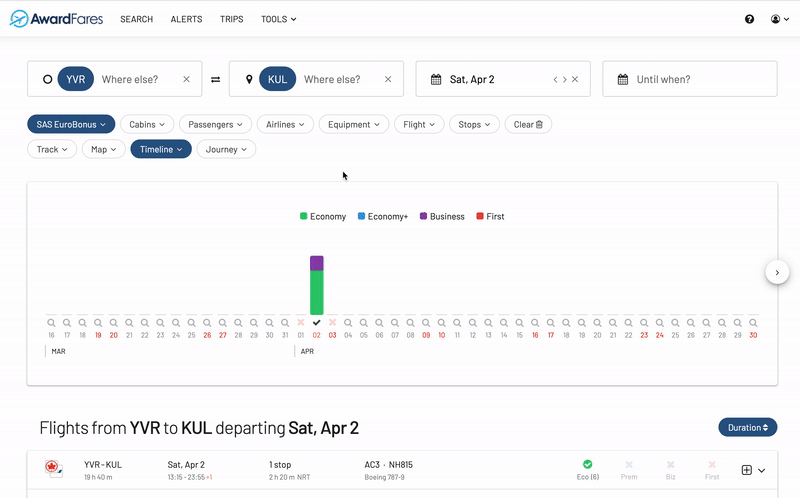 AwardFares SEARCH ALERTS TRIPS TOOLS
YVR Where else? KUL Where else? Sat, Apr 2 Until when?
SAS EuroBonus Cabins Passengers Airlines Equipment Flight Stops Clear
Track Map Timeline Journey
Economy Economy+ Business First
16 17 18 19 20 21 22 23 24 25 26 27 28 29 30 31 01 02 03 04 05 06 07 08 09 10 11 12 13 14 15 16 17 18 19 20 21 22 23 24 25 26 27 28 29 30
MAR APR
Flights from YVR to KUL departing Sat, Apr 2 Duration
YVR - KUL Sat, Apr 2 1 stop AC3 · NH815
19 h 40 m 13:15 - 23:55 +1 2 h 20 m NRT Boeing 787-9 Eco (6) Prem Biz First